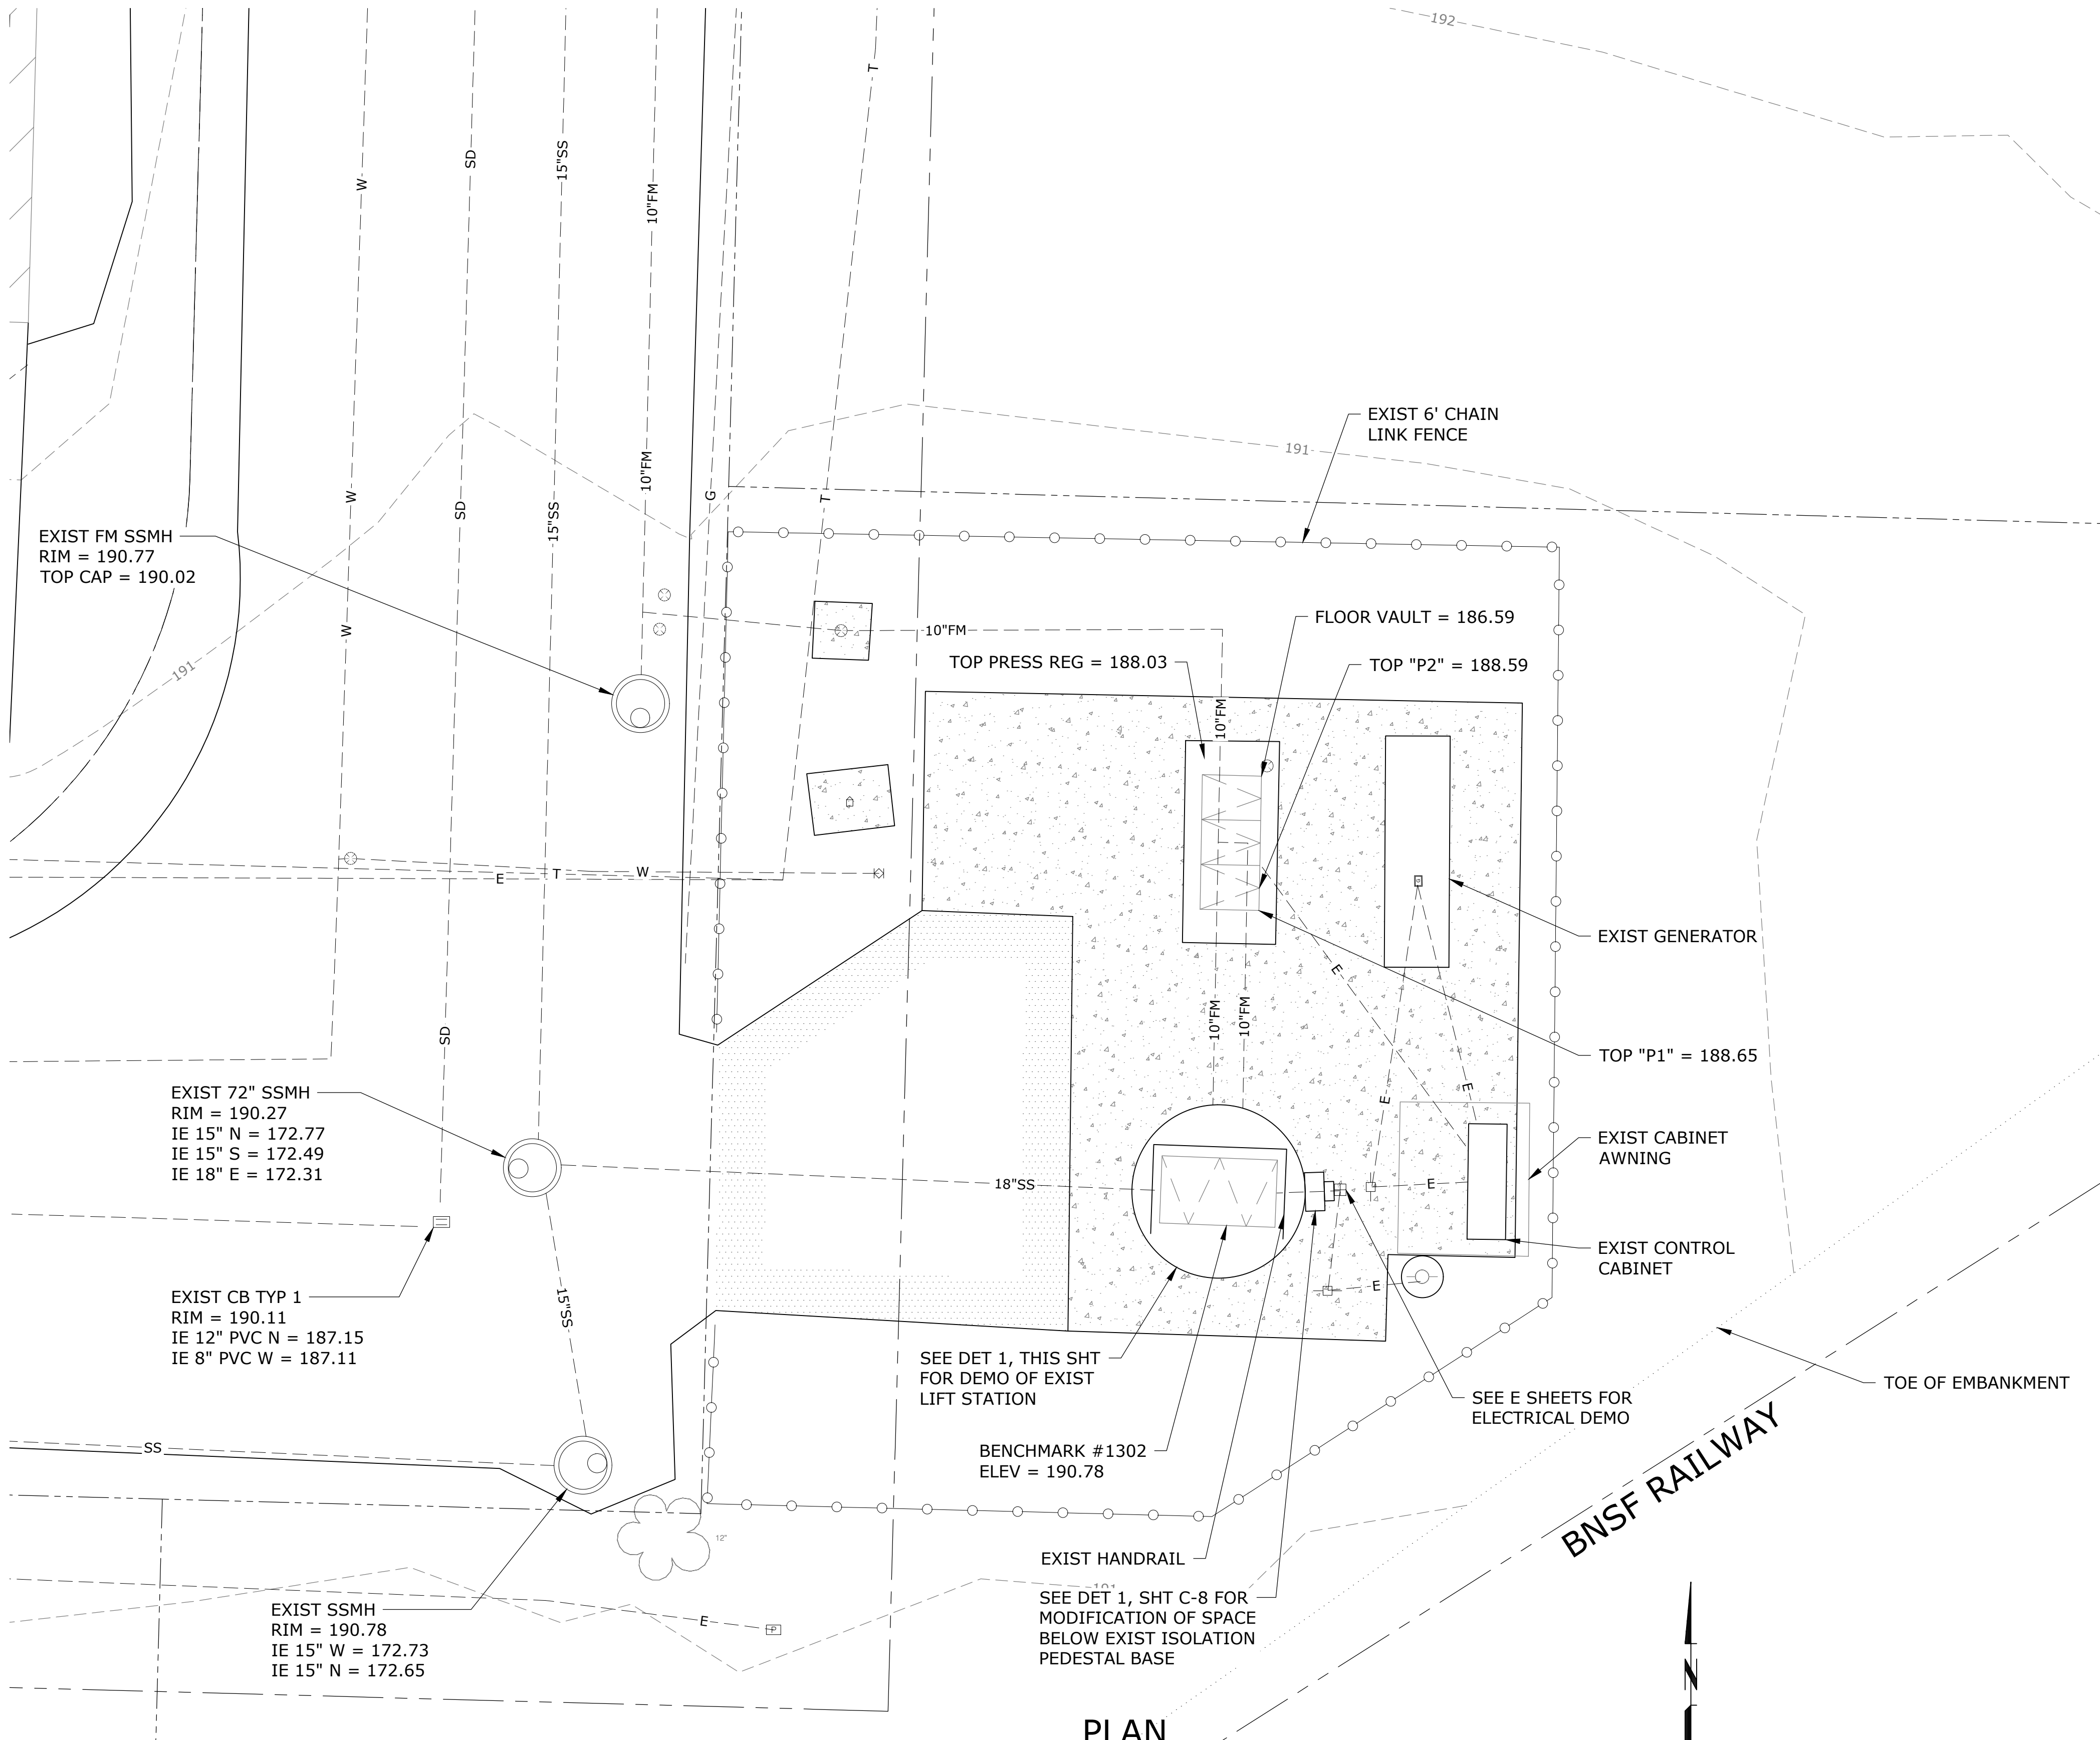 192
T
W
SD
15"SS
10"FM
EXIST 6' CHAIN
LINK FENCE
191
10"FM
W
G
T
SD
15"SS
EXIST FM SSMH
RIM = 190.77
TOP CAP = 190.02
W
10"FM
FLOOR VAULT = 186.59
TOP PRESS REG = 188.03
TOP "P2" = 188.59
191
10"FM
E
T
W
EXIST GENERATOR
E
10"FM
10"FM
SD
TOP "P1" = 188.65
E
E
EXIST 72" SSMH
RIM = 190.27
IE 15" N = 172.77
IE 15" S = 172.49
IE 18" E = 172.31
EXIST CABINET
AWNING
18"SS
E
EXIST CONTROL
CABINET
E
EXIST CB TYP 1
RIM = 190.11
IE 12" PVC N = 187.15
IE 8" PVC W = 187.11
15"SS
SEE DET 1, THIS SHT
FOR DEMO OF EXIST
LIFT STATION
TOE OF EMBANKMENT
SEE E SHEETS FOR
ELECTRICAL DEMO
SS
BENCHMARK #1302
ELEV = 190.78
BNSF RAILWAY
12"
EXIST HANDRAIL
191
SEE DET 1, SHT C-8 FOR
MODIFICATION OF SPACE
BELOW EXIST ISOLATION
PEDESTAL BASE
EXIST SSMH
RIM = 190.78
IE 15" W = 172.73
IE 15" N = 172.65
E
P
N
PLAN